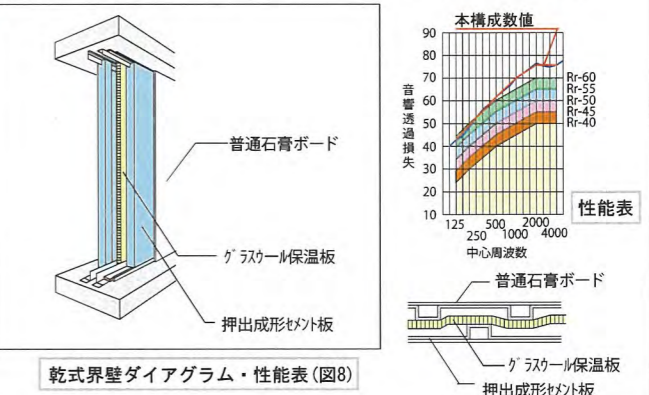 普通石膏ボード
グラスウール保温板
押出成形セメント板
乾式界壁ダイアグラム・性能表(図8)
本構成数値
音響透過損失
90
80
70
60
50
40
30
20
10
Rr-60
Rr-55
Rr-50
Rr-45
Rr-40
125 500 2000
250 1000 4000
中心周波数
性能表
普通石膏ボード
グラスウール保温板
押出成形セメント板